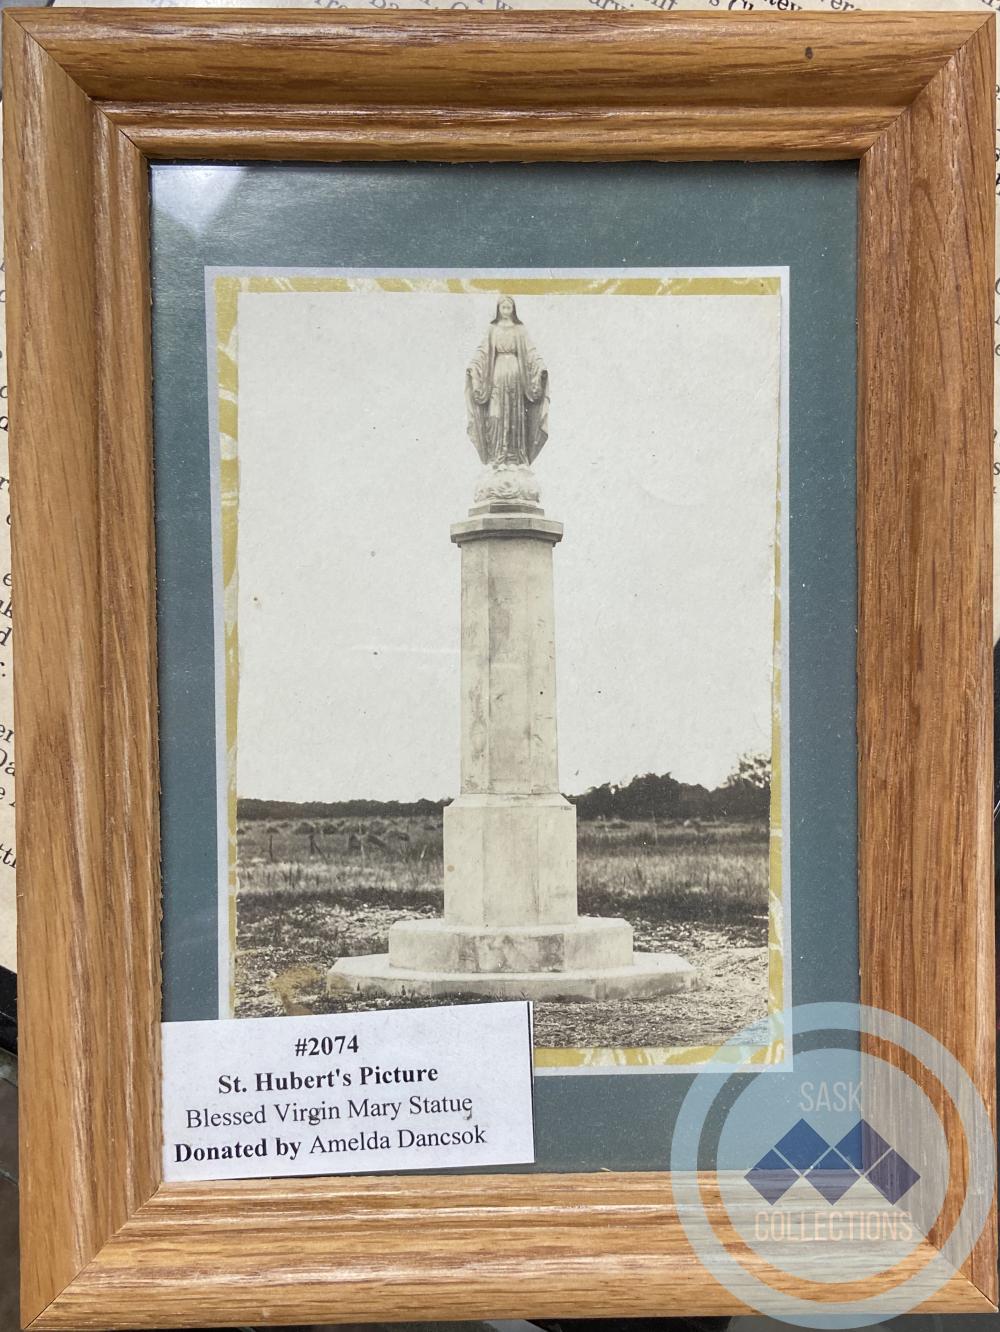 #2074
St. Hubert's Picture
Blessed Virgin Mary Statue
Donated by Amelda Dancsok
SASK
COLLECTIONS